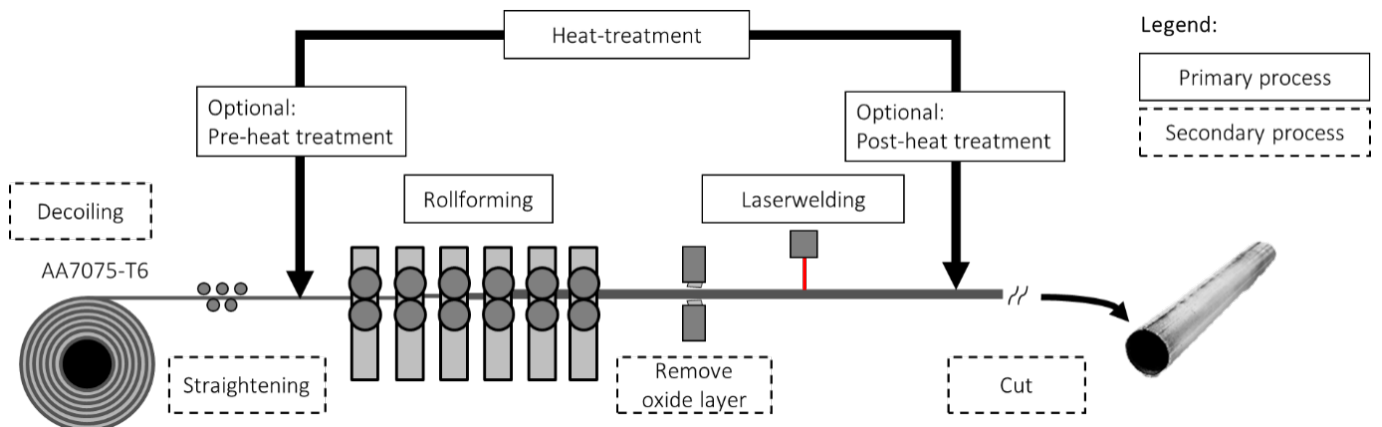 Heat-treatment
Legend:
Primary process
Secondary process
Optional:
Pre-heat treatment
Optional:
Post-heat treatment
Decoiling
Rollforming
Laserwelding
AA7075-T6
Straightening
Remove
oxide layer
Cut